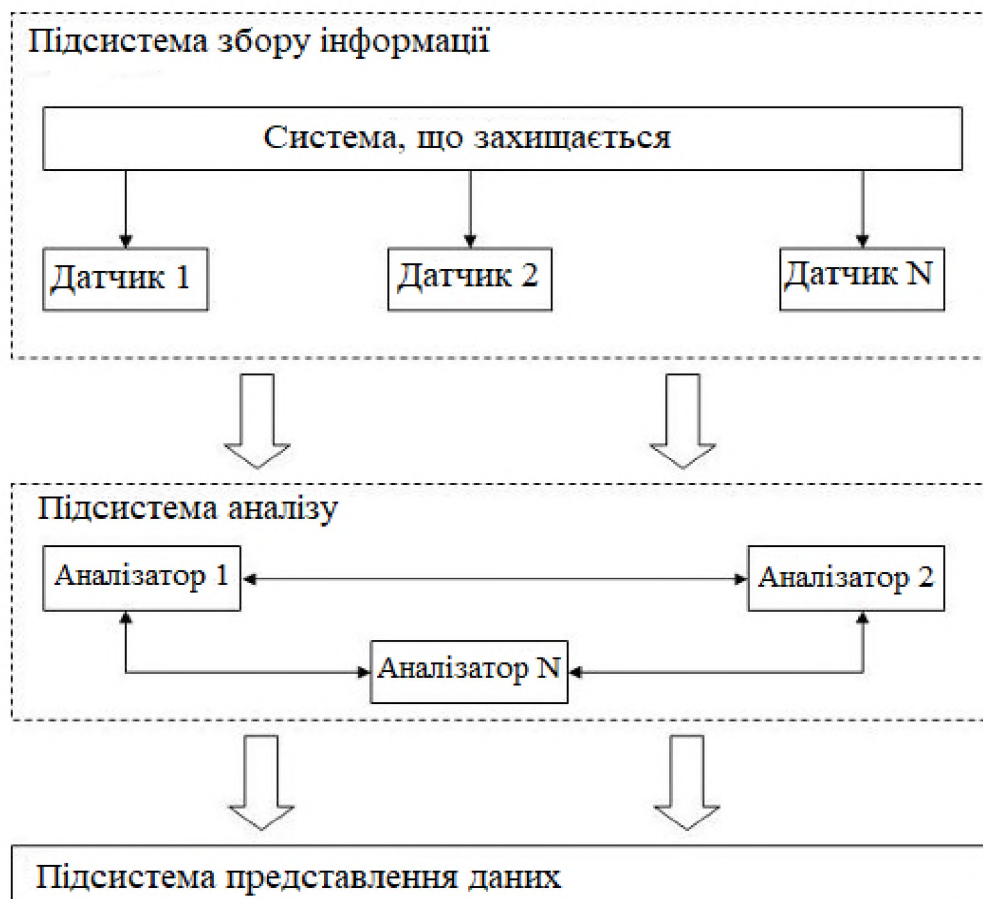 Підсистема збору інформації
Система, що захищається
Датчик 1
Датчик 2
Датчик N
Підсистема аналізу
Аналізатор 1
Аналізатор 2
Аналізатор N
Підсистема представлення даних